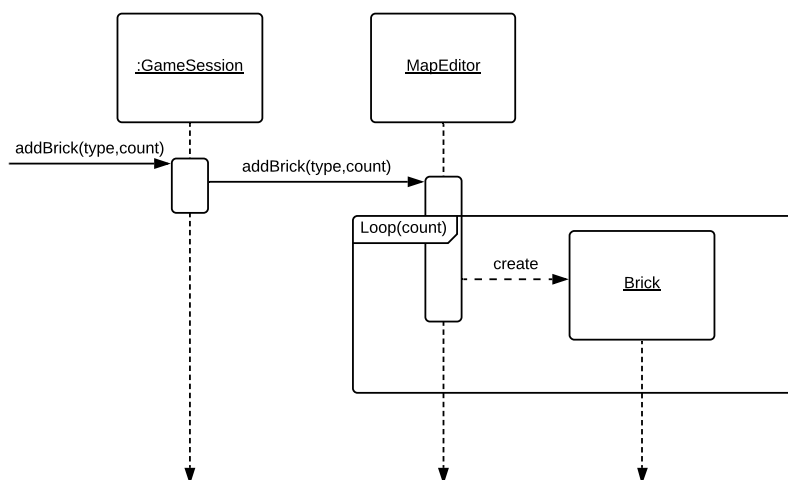 :GameSession
MapEditor
addBrick(type,count)
addBrick(type,count)
Loop(count)
create
Brick